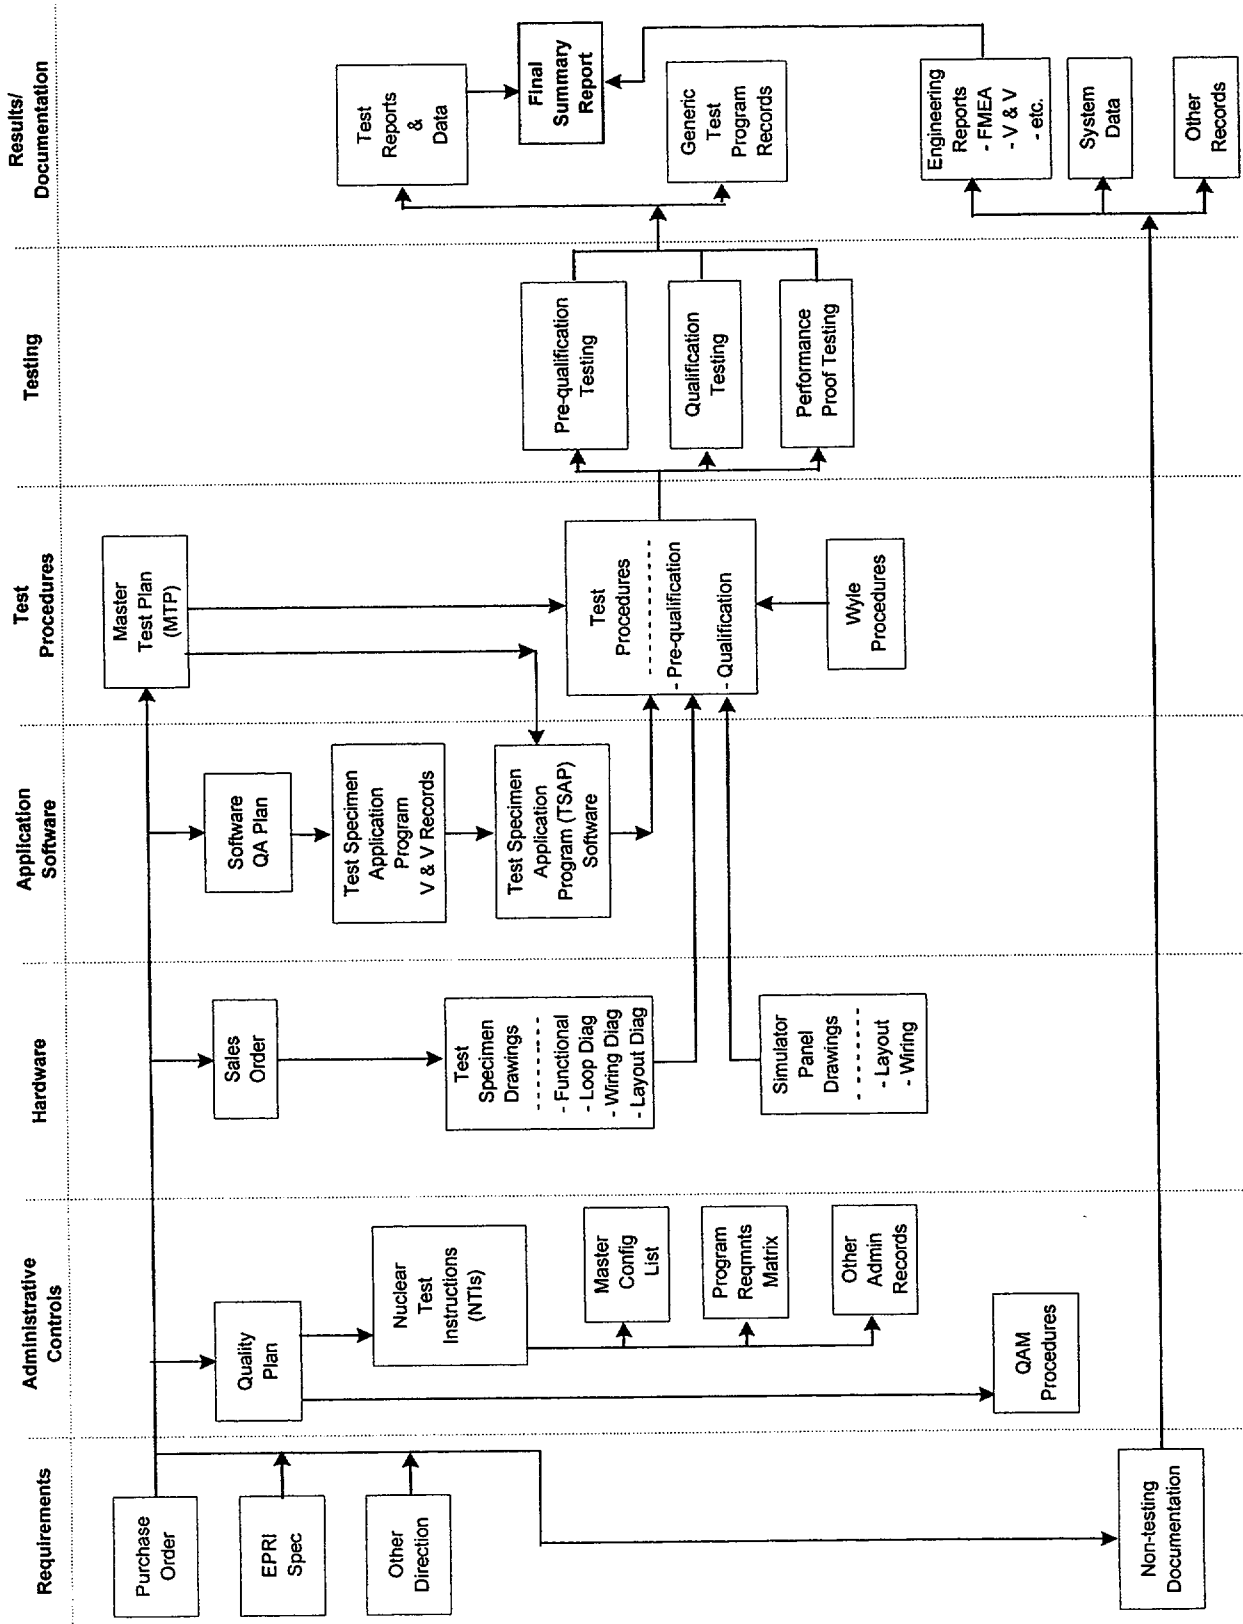 Requirements
Administrative
Controls
Hardware
Application
Software
Test
Procedures
Testing
Results/
Documentation
Purchase
Order
EPRI
Spec
Other
Direction
Non-testing
Documentation
Quality
Plan
Nuclear
Test
Instructions
(NTIs)
Master
Config
List
Program
Reqmnts
Matrix
Other
Admin
Records
QAM
Procedures
Sales
Order
Test
Specimen
Drawings
- Functional
- Loop Diag
- Wiring Diag
- Layout Diag
Simulator
Panel
Drawings
- Layout
- Wiring
Software
QA Plan
Test Specimen
Application
Program
V & V Records
Test Specimen
Application
Program (TSAP)
Software
Master
Test Plan
(MTP)
Test
Procedures
- Pre-qualification
- Qualification
Wyle
Procedures
Pre-qualification
Testing
Qualification
Testing
Performance
Proof Testing
Test
Reports
&
Data
Final
Summary
Report
Generic
Test
Program
Records
Engineering
Reports
- FMEA
- V & V
- etc.
System
Data
Other
Records